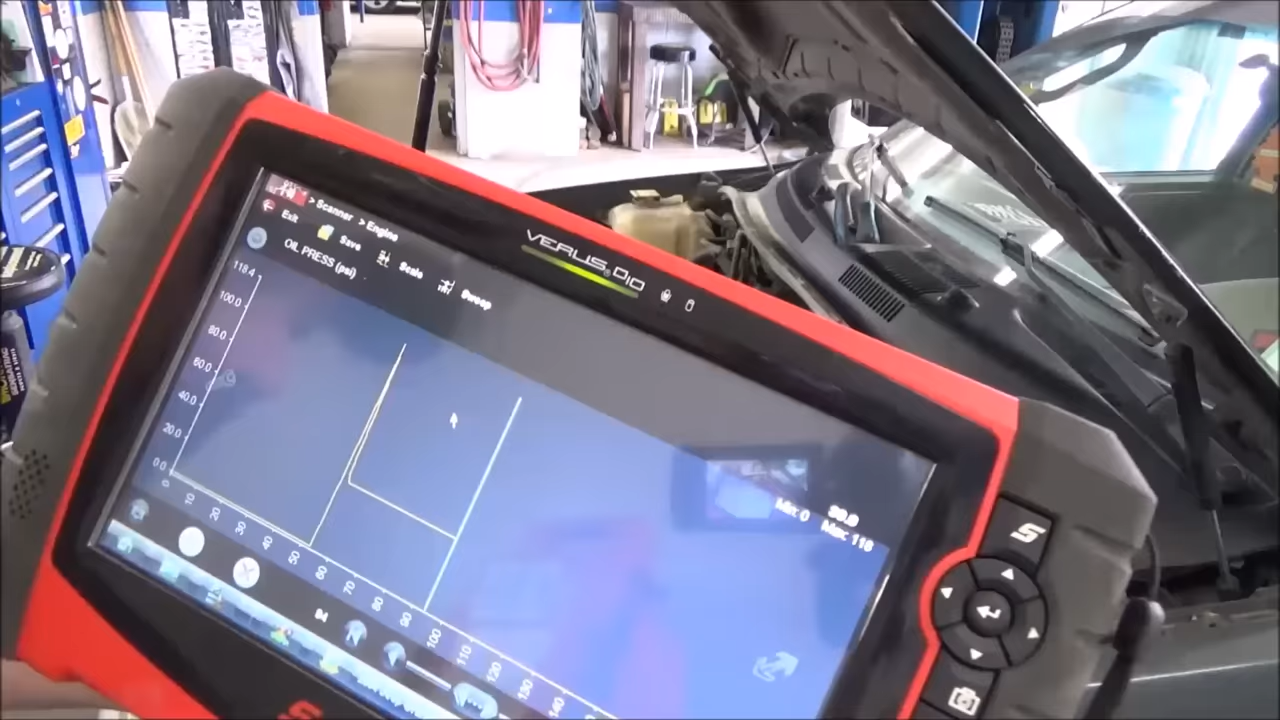 > Scanner > Engine
Exit Save Scale Sweep
OIL PRESS (psi)
VERUS PRO
118.4
100.0
80.0
60.0
40.0
20.0
0.0
0 10 20 30 40 50 60 70 80 90 100 110 120 130 140
Min: 0 Max: 118
94
S